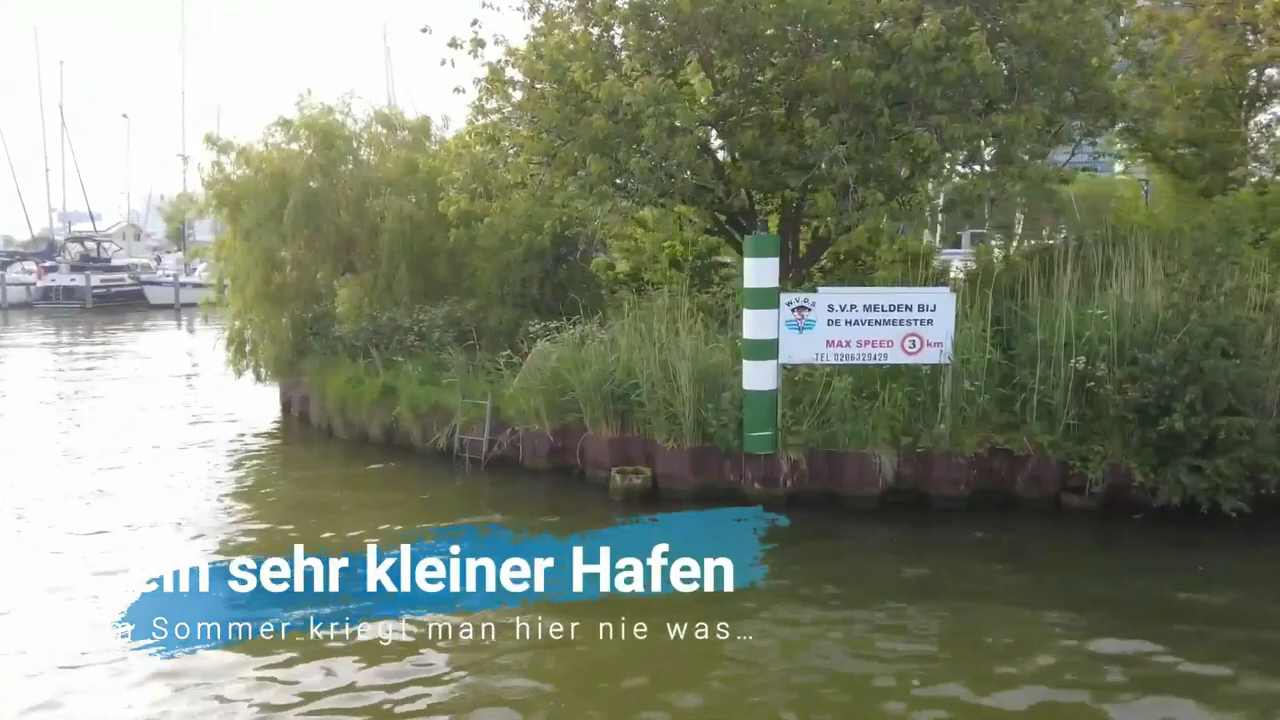 W.V.D.S.
S.V.P. MELDEN BIJ
DE HAVENMEESTER
MAX SPEED 3 km
TEL 0206329429
ein sehr kleiner Hafen
Sommer kriegt man hier nie was...